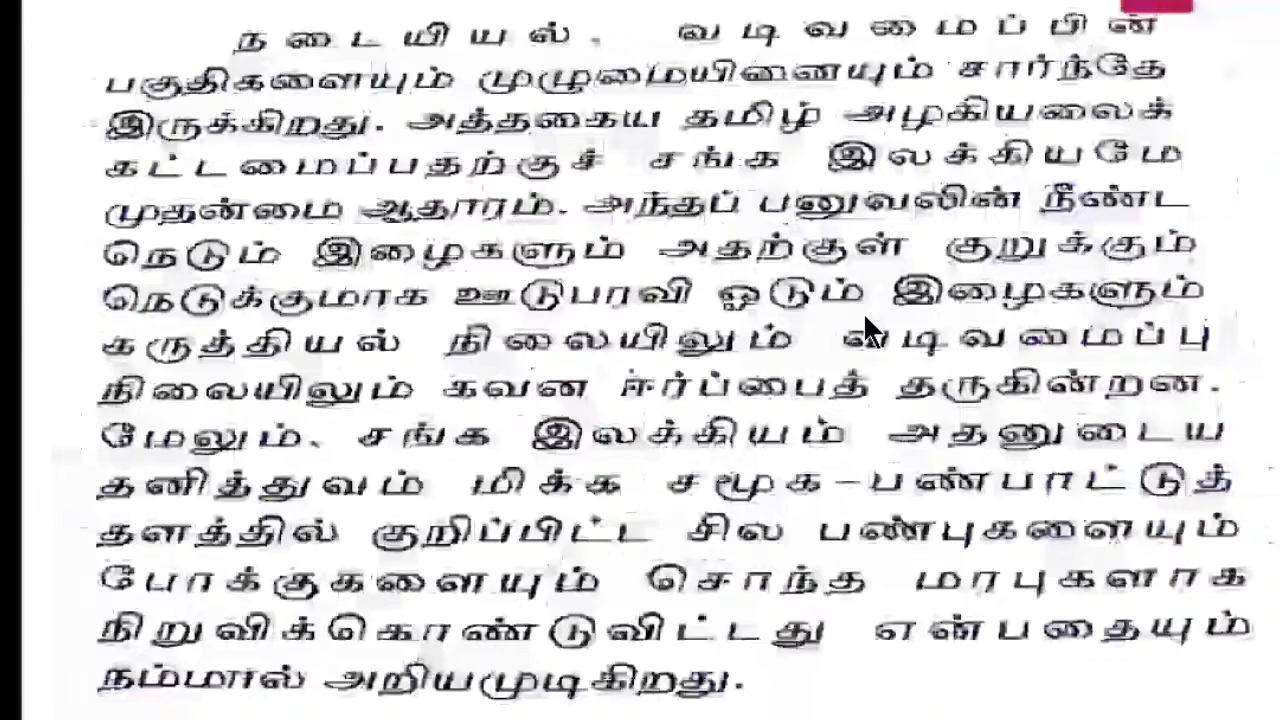 நடையியல், வடிவமைப்பின்
பகுதிகளையும் முழுமையினையும் சார்ந்தே
இருக்கிறது. அத்தகைய தமிழ் அழகியலைக்
கட்டமைப்பதற்குச் சங்க இலக்கியமே
முதன்மை ஆதாரம். அந்தப் பனுவலின் நீண்ட
நெடும் இழைகளும் அதற்குள் குறுக்கும்
நெடுக்குமாக ஊடுபரவி ஓடும் இழைகளும்
கருத்தியல் நிலையிலும் வடிவமைப்பு
நிலையிலும் கவன ஈர்ப்பைத் தருகின்றன.
மேலும், சங்க இலக்கியம் அதனுடைய
தனித்துவம் மிக்க சமூக-பண்பாட்டுத்
தளத்தில் குறிப்பிட்ட சில பண்புகளையும்
போக்குகளையும் சொந்த மரபுகளாக
நிறுவிக்கொண்டுவிட்டது என்பதையும்
நம்மால் அறியமுடிகிறது.